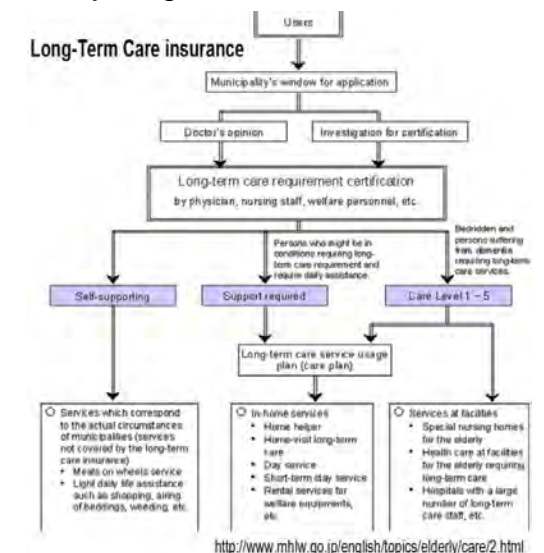 Users
Long-Term Care insurance
Municipality's window for application
Doctor's opinion
Investigation for certification
Long-term care requirement certification
by physician, nursing staff, welfare personnel, etc.
Persons who might be in
conditions requiring long-
term care requirement and
require daily assistance.
Bedridden and
persons suffering
from dementia
requiring long-term
care services.
Self-supporting
Support required
Care Level 1 ~ 5
Long-term care service usage
plan (care plan)
Services which correspond
to the actual circumstances
of municipalities (services
not covered by the long-term
care insurance)
• Meals on wheels service
• Light daily life assistance
such as shopping, airing
of beddings, weeding, etc.
In-home services
• Home helper
• Home-visit long-term
care
• Day service
• Short-term stay service
• Rental services for
welfare equipments,
etc.
Services at facilities
• Special nursing homes
for the elderly
• Health care at facilities
for the elderly requiring
long-term care
• Hospitals with a large
number of long-term
care staff, etc.
http://www.mhlw.go.jp/english/topics/elderly/care/2.html